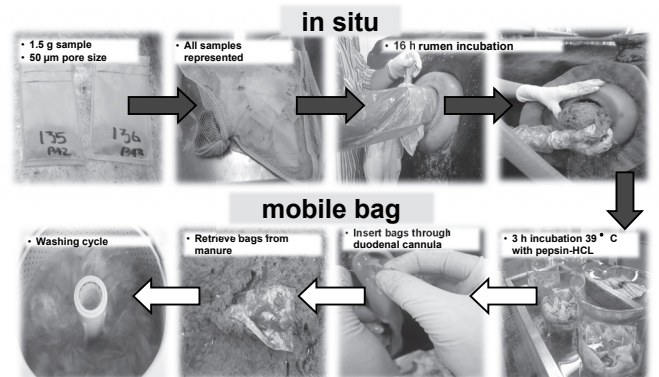 in situ
• 1.5 g sample
• 50 µm pore size
• All samples
represented
• 16 h rumen incubation
135
136
mobile bag
• Washing cycle
• Retrieve bags from
manure
• Insert bags through
duodenal cannula
• 3 h incubation 39° C
with pepsin-HCL